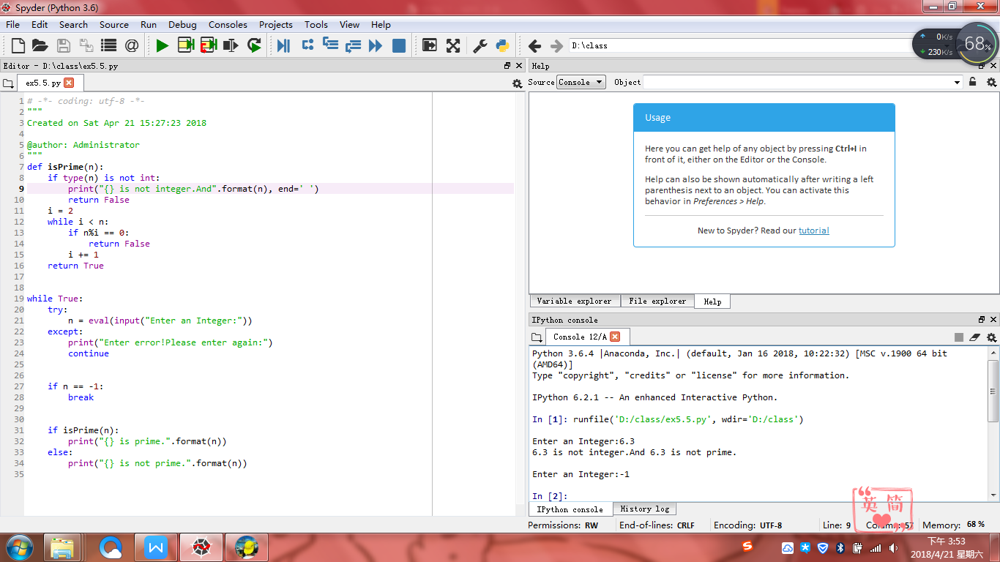 Spyder (Python 3.6)
File Edit Search Source Run Debug Consoles Projects Tools View Help
D:\class
0K/s
230K/s
68%
Editor - D:\class\ex5.5.py
ex5.5.py
1 # -*- coding: utf-8 -*-
2 """
3 Created on Sat Apr 21 15:27:23 2018
4
5 @author: Administrator
6 """
7 def isPrime(n):
8     if type(n) is not int:
9         print("{} is not integer.And".format(n), end=' ')
10         return False
11     i = 2
12     while i < n:
13         if n%i == 0:
14             return False
15         i += 1
16     return True
17
18
19 while True:
20     try:
21         n = eval(input("Enter an Integer:"))
22     except:
23         print("Enter error!Please enter again:")
24         continue
25
26
27     if n == -1:
28         break
29
30
31     if isPrime(n):
32         print("{} is prime.".format(n))
33     else:
34         print("{} is not prime.".format(n))
35
Help
Source Console Object
Usage
Here you can get help of any object by pressing Ctrl+I in
front of it, either on the Editor or the Console.
Help can also be shown automatically after writing a left
parenthesis next to an object. You can activate this
behavior in Preferences > Help.
New to Spyder? Read our tutorial
Variable explorer File explorer Help
IPython console
Console 12/A
Python 3.6.4 |Anaconda, Inc.| (default, Jan 16 2018, 10:22:32) [MSC v.1900 64 bit
(AMD64)]
Type "copyright", "credits" or "license" for more information.
IPython 6.2.1 -- An enhanced Interactive Python.
In [1]: runfile('D:/class/ex5.5.py', wdir='D:/class')
Enter an Integer:6.3
6.3 is not integer.And 6.3 is not prime.
Enter an Integer:-1
In [2]:
IPython console History log
英 简
Permissions: RW End-of-lines: CRLF Encoding: UTF-8 Line: 9 Column: 57 Memory: 68 %
下午 3:53
2018/4/21 星期六